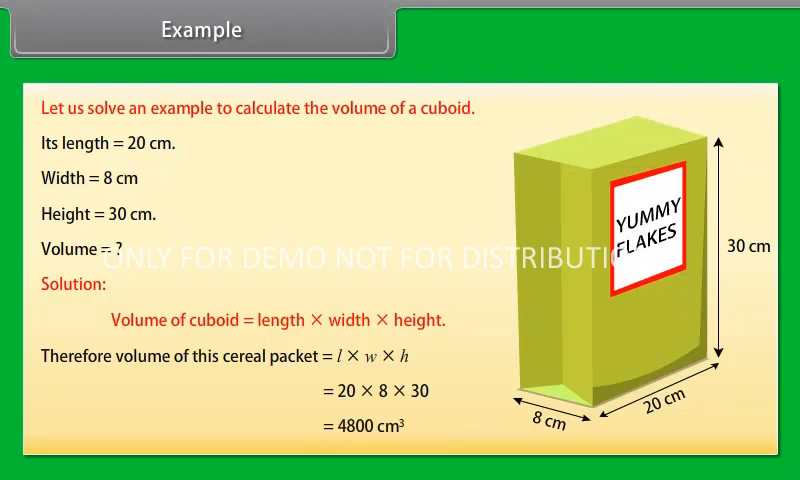 Example
Let us solve an example to calculate the volume of a cuboid.
Its length = 20 cm.
Width = 8 cm
Height = 30 cm.
Volume = ?
ONLY FOR DEMO NOT FOR DISTRIBUTIO
Solution:
Volume of cuboid = length × width × height.
Therefore volume of this cereal packet = l × w × h
= 20 × 8 × 30
= 4800 cm³
YUMMY
FLAKES
30 cm
20 cm
8 cm